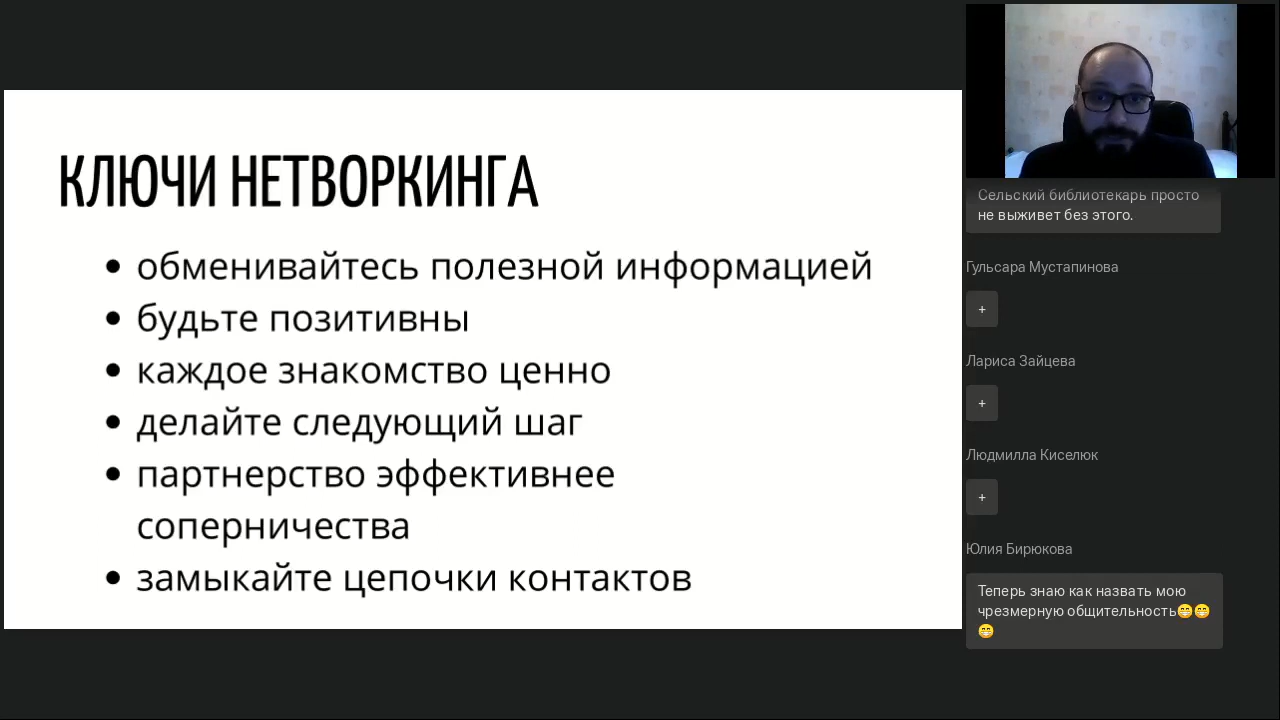 КЛЮЧИ НЕТВОРКИНГА
• обменивайтесь полезной информацией
• будьте позитивны
• каждое знакомство ценно
• делайте следующий шаг
• партнерство эффективнее
соперничества
• замыкайте цепочки контактов
Сельский библиотекарь просто
не выживет без этого.
Гульсара Мустапинова
+
Лариса Зайцева
+
Людмилла Киселюк
+
Юлия Бирюкова
Теперь знаю как назвать мою
чрезмерную общительность😁😁
😁